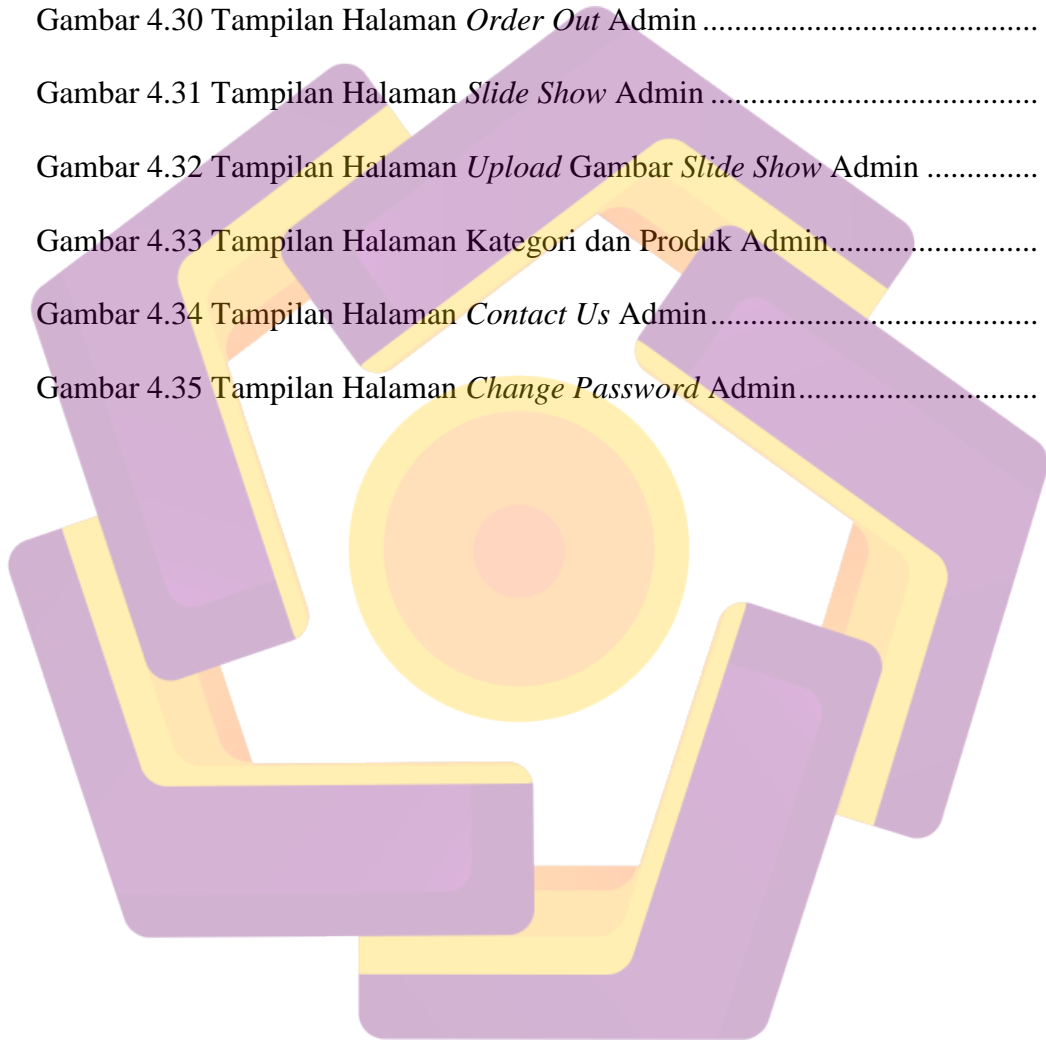 Gambar 4.30 Tampilan Halaman Order Out Admin ........................................
Gambar 4.31 Tampilan Halaman Slide Show Admin .......................................
Gambar 4.32 Tampilan Halaman Upload Gambar Slide Show Admin .............
Gambar 4.33 Tampilan Halaman Kategori dan Produk Admin.........................
Gambar 4.34 Tampilan Halaman Contact Us Admin.......................................
Gambar 4.35 Tampilan Halaman Change Password Admin.............................